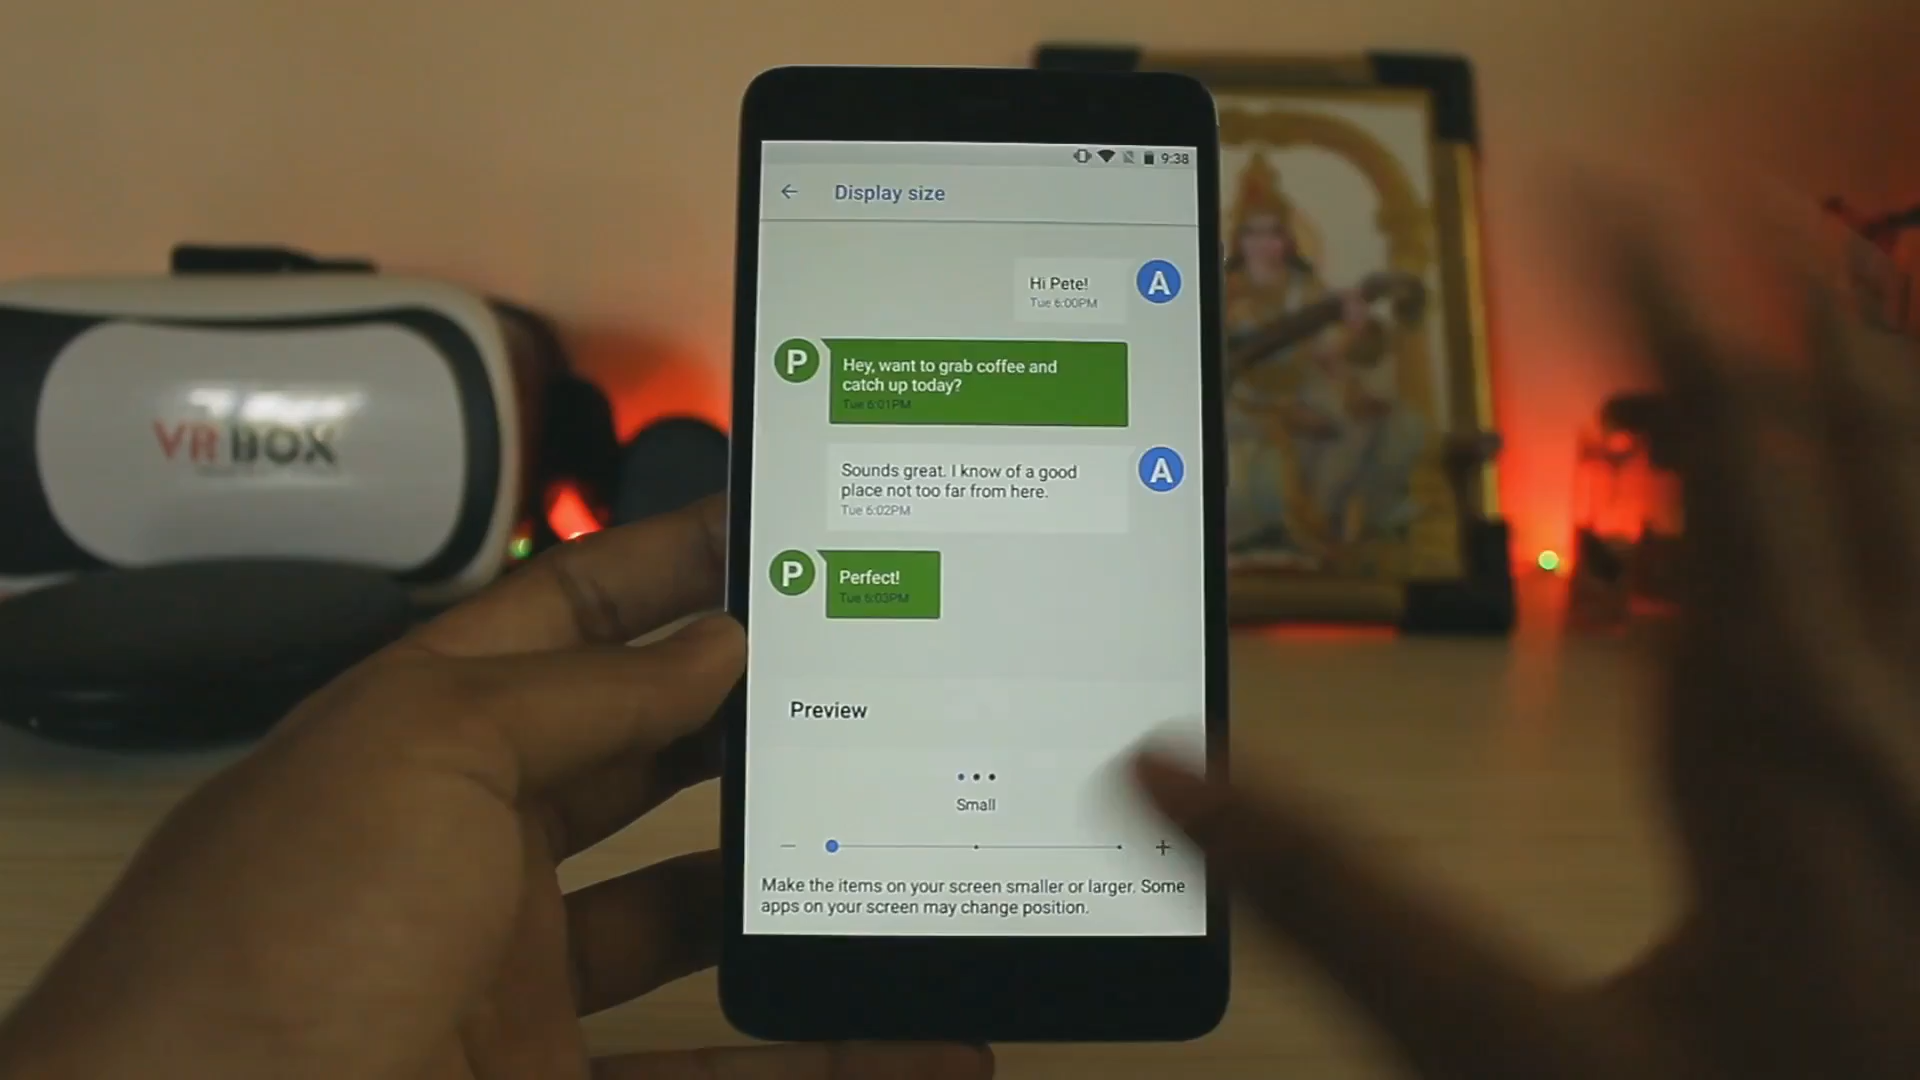 9:38
Display size
Hi Pete!
Tue 6:00PM
A
P
Hey, want to grab coffee and
catch up today?
Tue 6:01PM
Sounds great. I know of a good
place not too far from here.
Tue 6:02PM
A
P
Perfect!
Tue 6:03PM
Preview
Small
Make the items on your screen smaller or larger. Some
apps on your screen may change position.
VR BOX